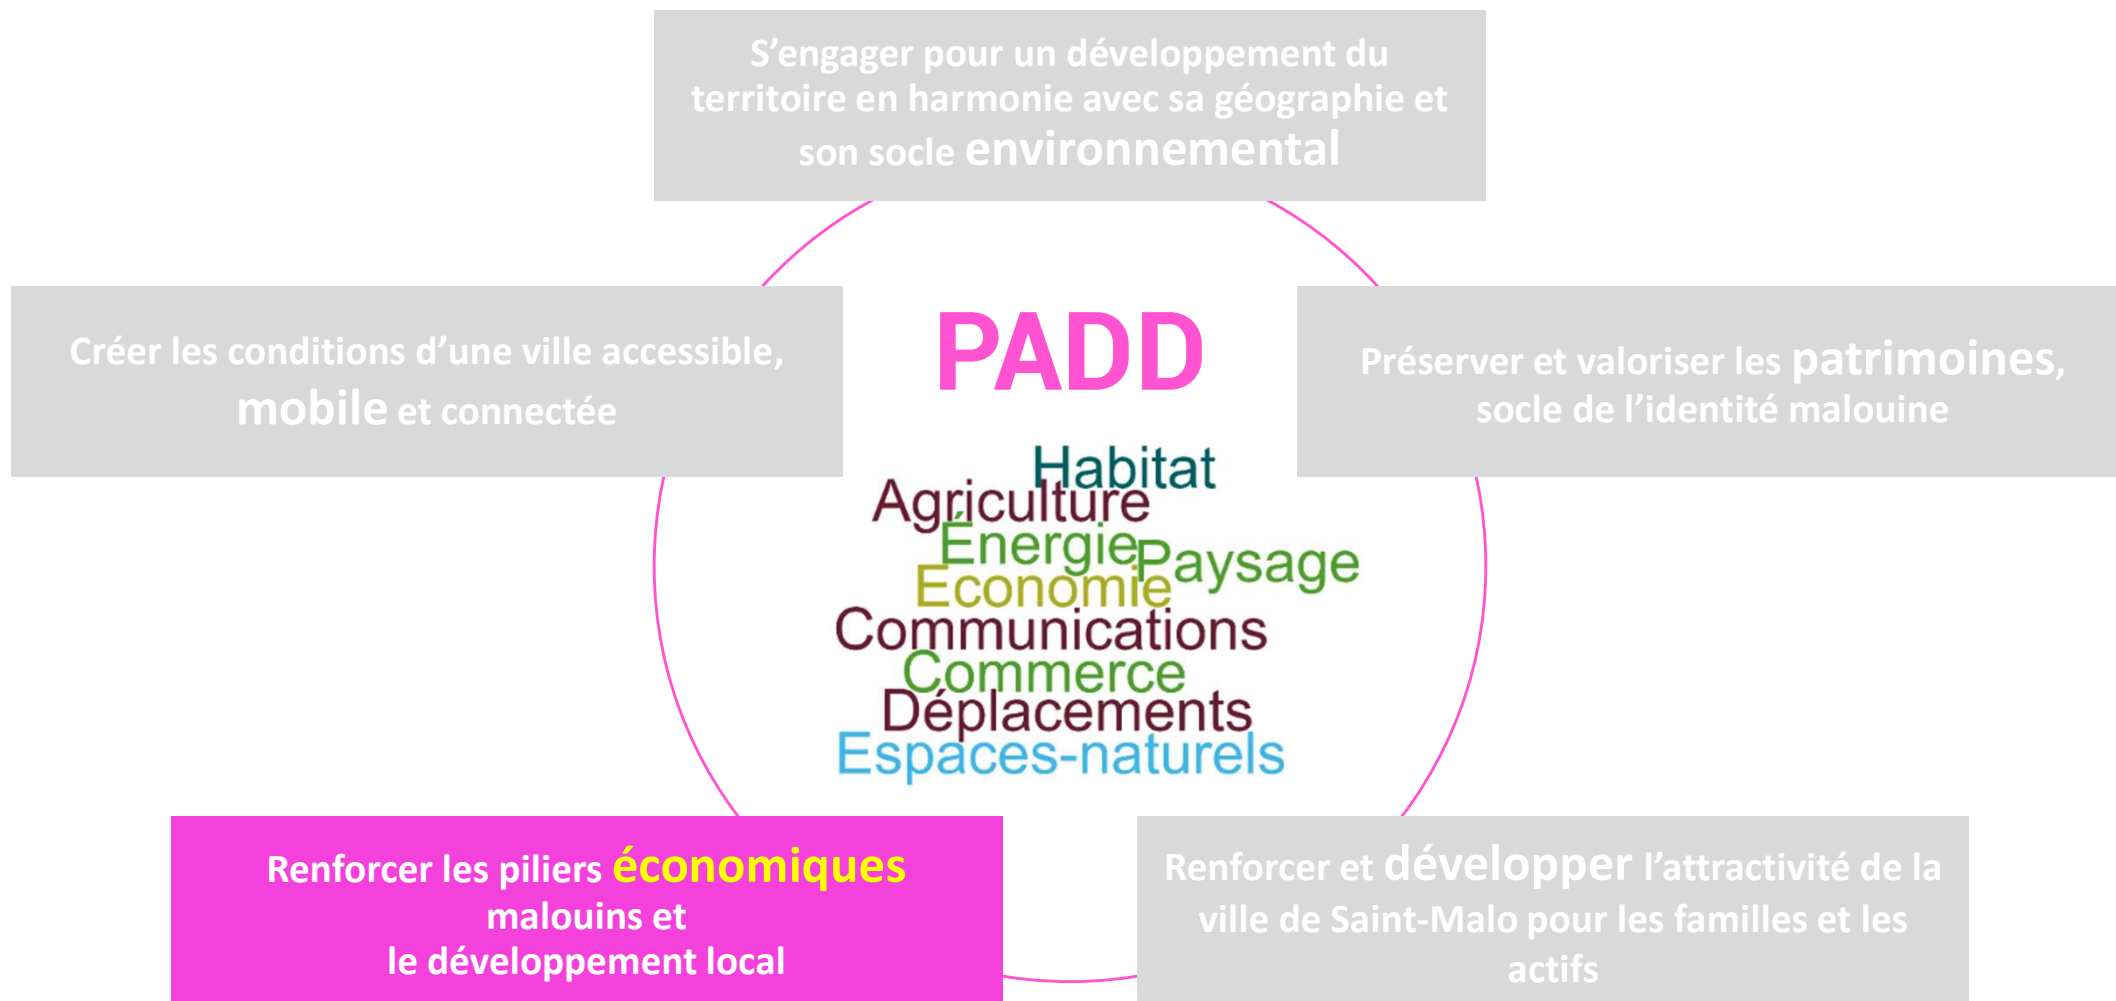 S’engager pour un développement du
territoire en harmonie avec sa géographie et
son socle environnemental
Créer les conditions d’une ville accessible,
mobile et connectée
PADD
Préserver et valoriser les patrimoines,
socle de l’identité malouine
Habitat
Agriculture
Énergie
Paysage
Economie
Communications
Commerce
Déplacements
Espaces-naturels
Renforcer les piliers économiques
malouins et
le développement local
Renforcer et développer l’attractivité de la
ville de Saint-Malo pour les familles et les
actifs